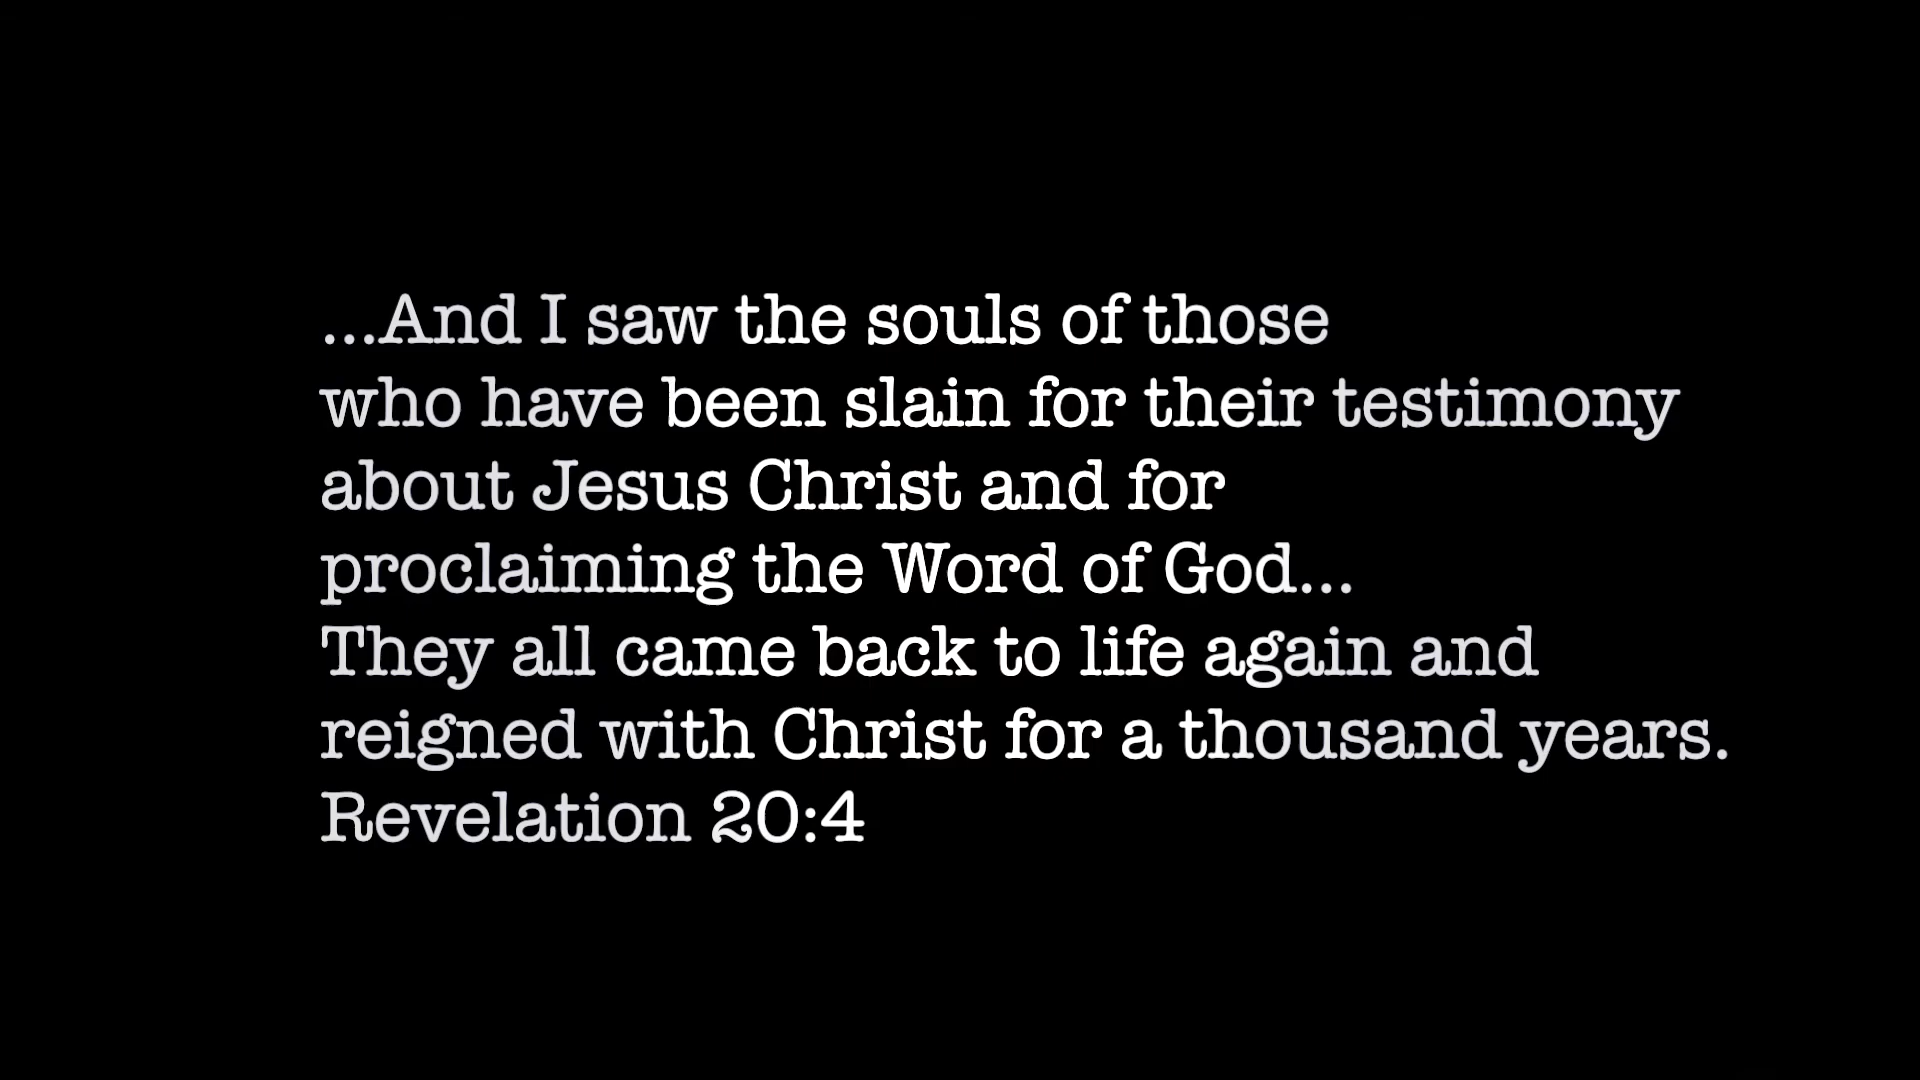 ...And I saw the souls of those
who have been slain for their testimony
about Jesus Christ and for
proclaiming the Word of God...
They all came back to life again and
reigned with Christ for a thousand years.
Revelation 20:4